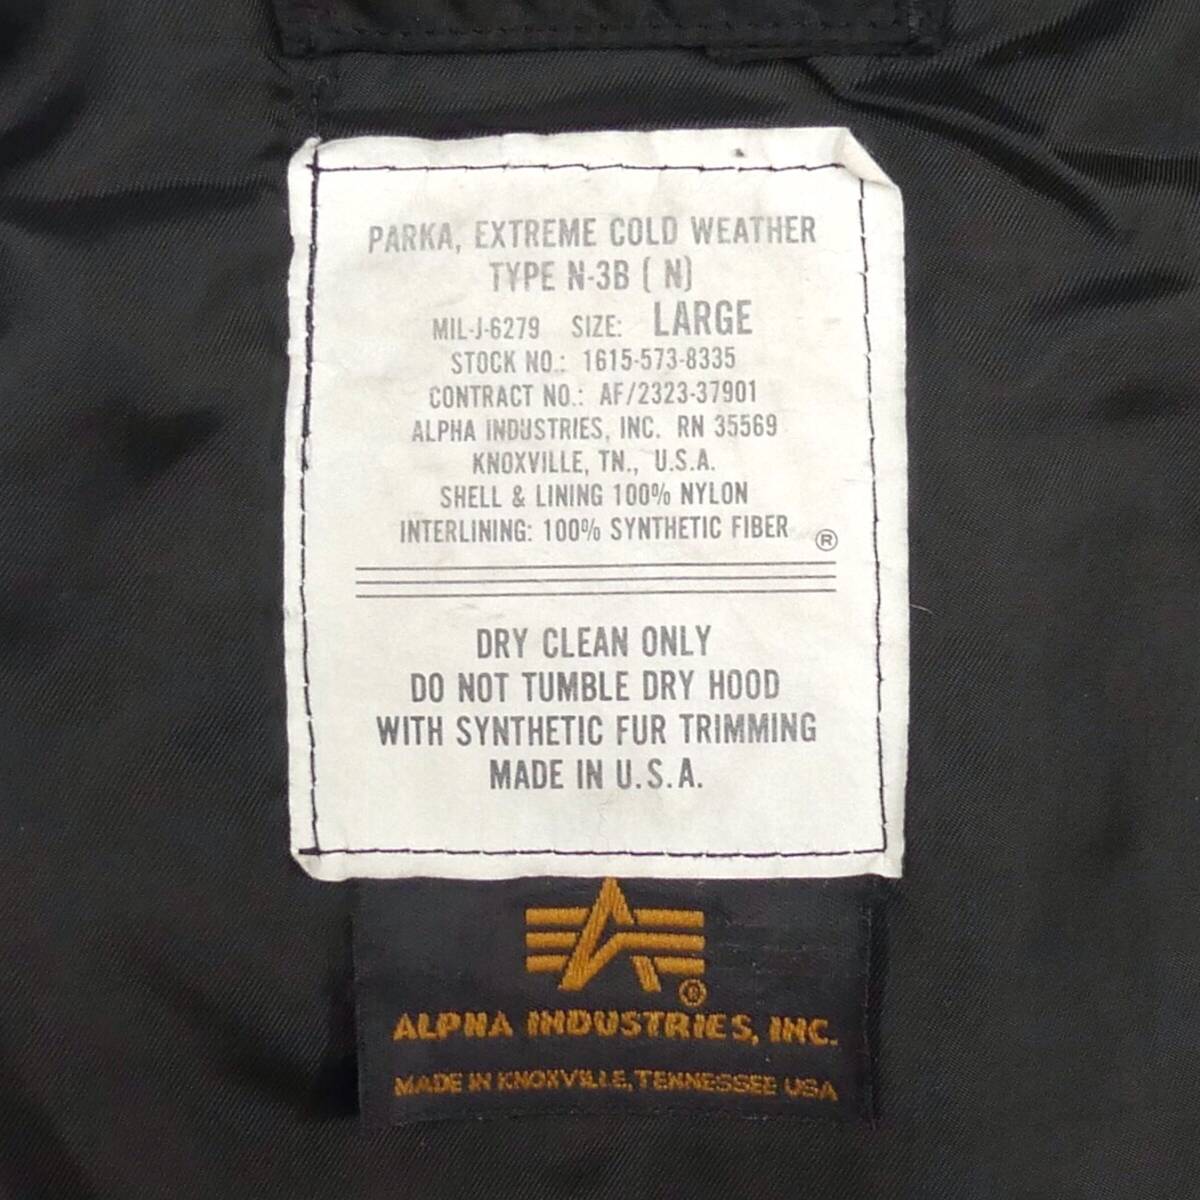 PARKA, EXTREME COLD WEATHER
TYPE N-3B ( N)
MIL-J-6279 SIZE: LARGE
STOCK NO.: 1615-573-8335
CONTRACT NO.: AF/2323-37901
ALPHA INDUSTRIES, INC. RN 35569
KNOXVILLE, TN., U.S.A.
SHELL & LINING 100% NYLON
INTERLINING: 100% SYNTHETIC FIBER ®
DRY CLEAN ONLY
DO NOT TUMBLE DRY HOOD
WITH SYNTHETIC FUR TRIMMING
MADE IN U.S.A.
®
ALPHA INDUSTRIES, INC.
MADE IN KNOXVILLE, TENNESSEE USA